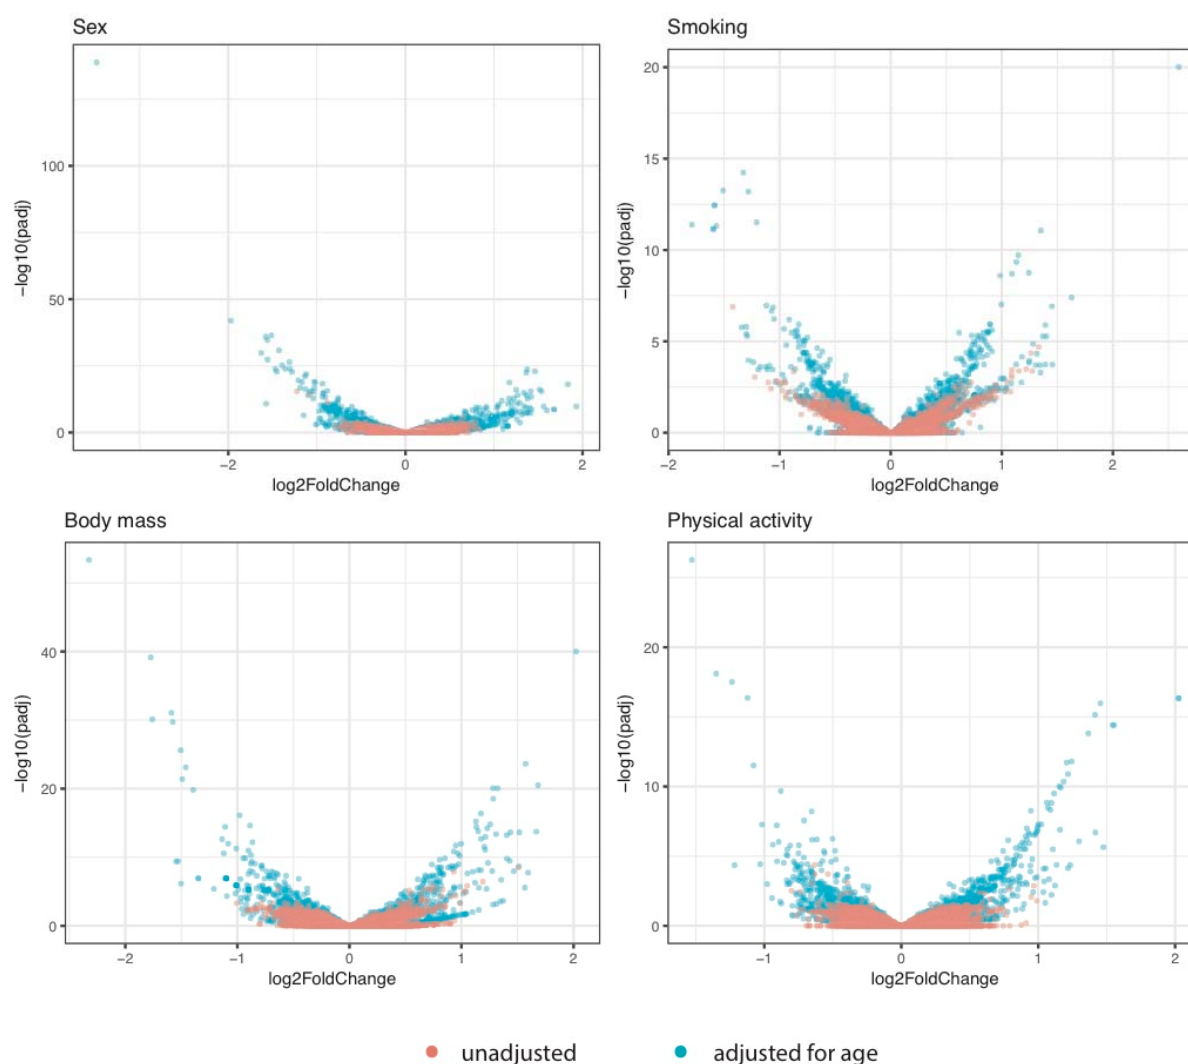 Sex
−log10(padj)
100
50
0
−2
0
2
log2FoldChange
Smoking
−log10(padj)
20
15
10
5
0
−2
−1
0
1
2
log2FoldChange
Body mass
−log10(padj)
40
20
0
−2
−1
0
1
2
log2FoldChange
Physical activity
−log10(padj)
20
10
0
−1
0
1
log2FoldChange
unadjusted
adjusted for age